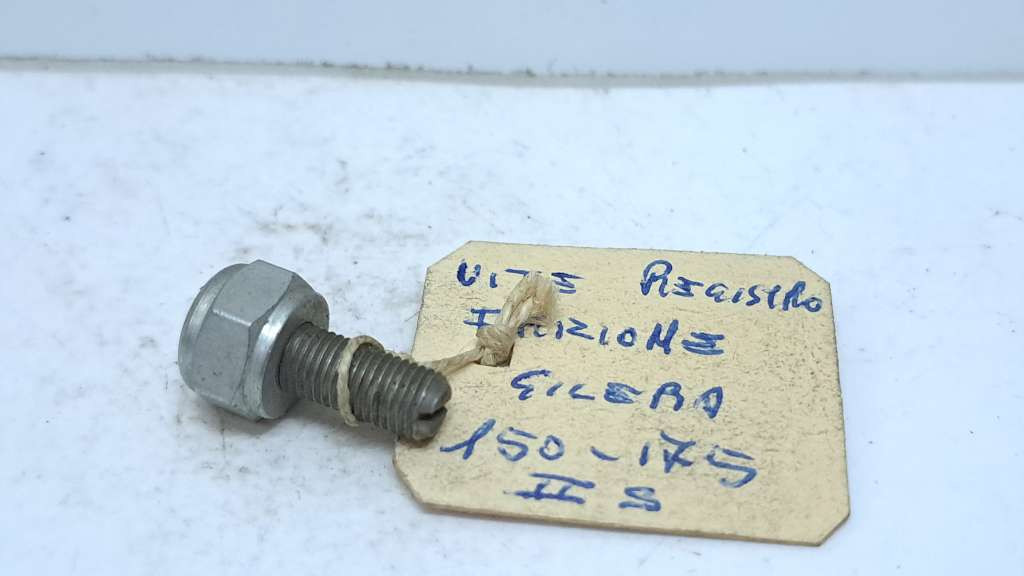 VITE REGISTRO
GILERA
150-175
II S